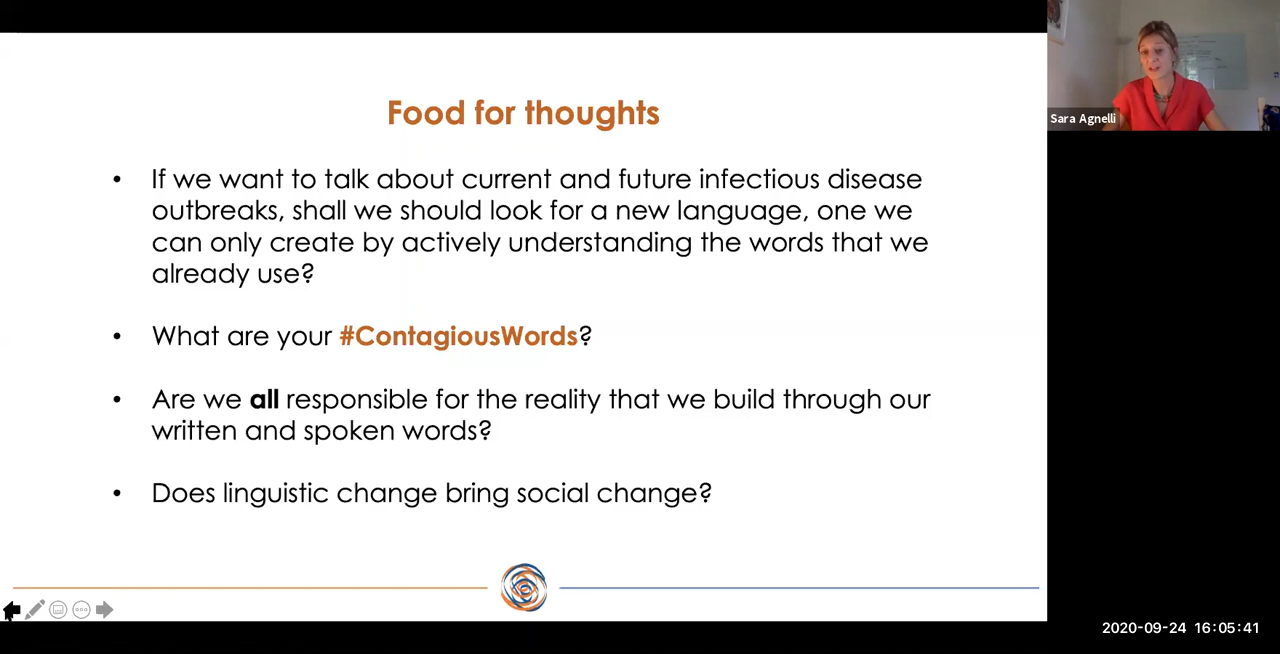 Food for thoughts
• If we want to talk about current and future infectious disease
outbreaks, shall we should look for a new language, one we
can only create by actively understanding the words that we
already use?
• What are your #ContagiousWords?
• Are we all responsible for the reality that we build through our
written and spoken words?
• Does linguistic change bring social change?
Sara Agnelli
2020-09-24 16:05:41